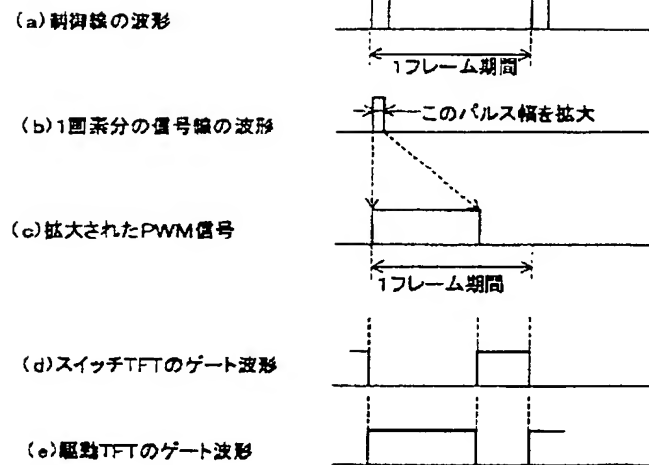 (a)制御線の波形
1フレーム期間
(b)1画素分の信号線の波形
このパルス幅を拡大
(c)拡大されたPWM信号
1フレーム期間
(d)スイッチTFTのゲート波形
(e)駆動TFTのゲート波形